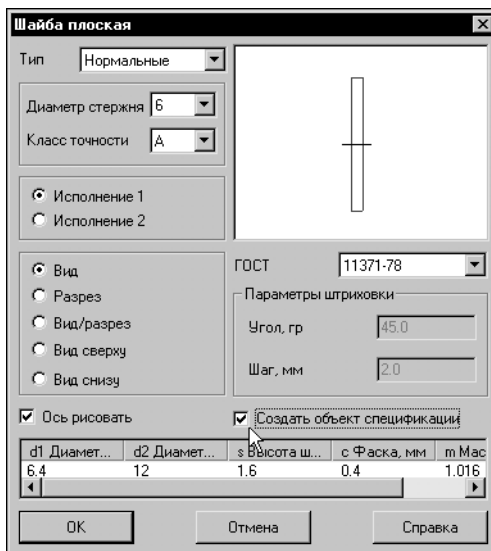 Шайба плоская
Тип Нормальные
Диаметр стержня 6
Класс точности A
Исполнение 1
Исполнение 2
Вид
Разрез
Вид/разрез
Вид сверху
Вид снизу
ГОСТ 11371-78
Параметры штриховки
Угол, гр 45.0
Шаг, мм 2.0
Ось рисовать
Создать объект спецификации
d1 Диамет... d2 Диамет... s Высота ш... c Фаска, мм m Мас
6.4 12 1.6 0.4 1.016
OK Отмена Справка